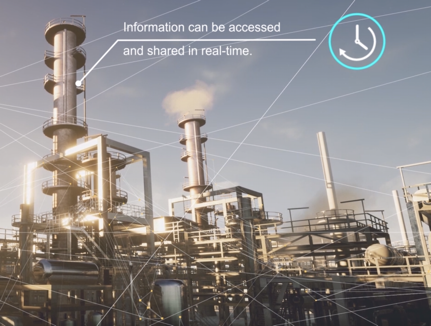 Information can be accessed
and shared in real-time.